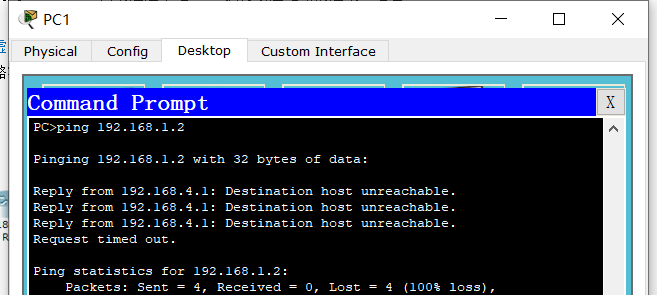 PC1
Physical Config Desktop Custom Interface
Command Prompt X
PC>ping 192.168.1.2
Pinging 192.168.1.2 with 32 bytes of data:
Reply from 192.168.4.1: Destination host unreachable.
Reply from 192.168.4.1: Destination host unreachable.
Reply from 192.168.4.1: Destination host unreachable.
Request timed out.
Ping statistics for 192.168.1.2:
Packets: Sent = 4, Received = 0, Lost = 4 (100% loss),